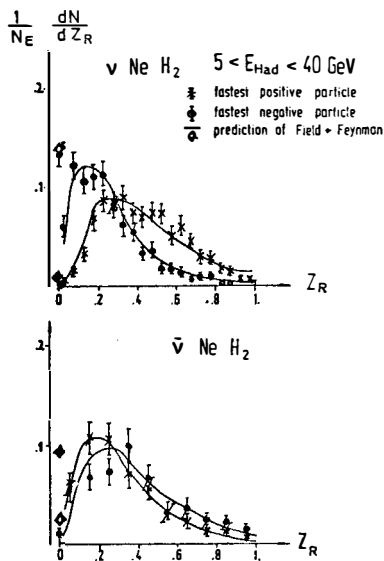 1 dN
N_E d Z_R
ν Ne H₂ 5 < E_Had < 40 GeV
fastest positive particle
fastest negative particle
prediction of Field + Feynman
.2
.1
0 .2 .4 .6 .8 1. Z_R
ν̄ Ne H₂
.2
.1
0 .2 .4 .6 .8 1. Z_R